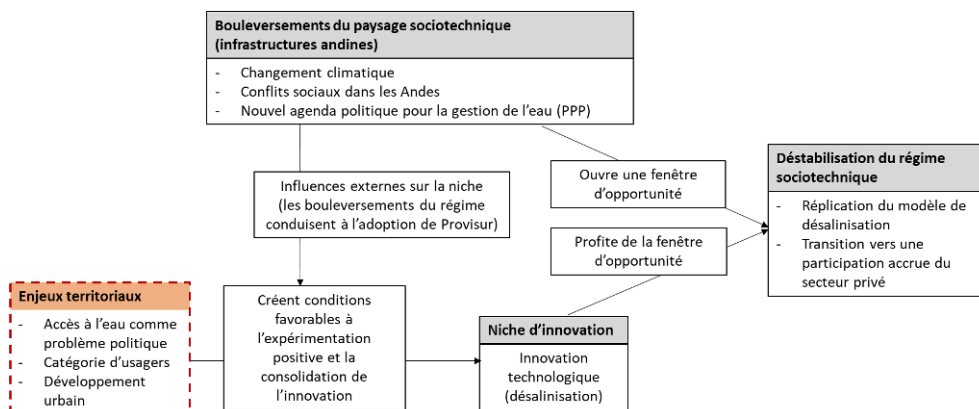 Bouleversements du paysage sociotechnique
(infrastructures andines)
- Changement climatique
- Conflits sociaux dans les Andes
- Nouvel agenda politique pour la gestion de l'eau (PPP)
Influences externes sur la niche
(les bouleversements du régime
conduisent à l'adoption de Provisur)
Ouvre une fenêtre
d'opportunité
Déstabilisation du régime
sociotechnique
- Réplication du modèle de
désalinisation
- Transition vers une
participation accrue du
secteur privé
Profite de la fenêtre
d'opportunité
Enjeux territoriaux
- Accès à l'eau comme
problème politique
- Catégorie d'usagers
- Développement
urbain
Créent conditions
favorables à
l'expérimentation
positive et la
consolidation de
l'innovation
Niche d'innovation
Innovation
technologique
(désalinisation)